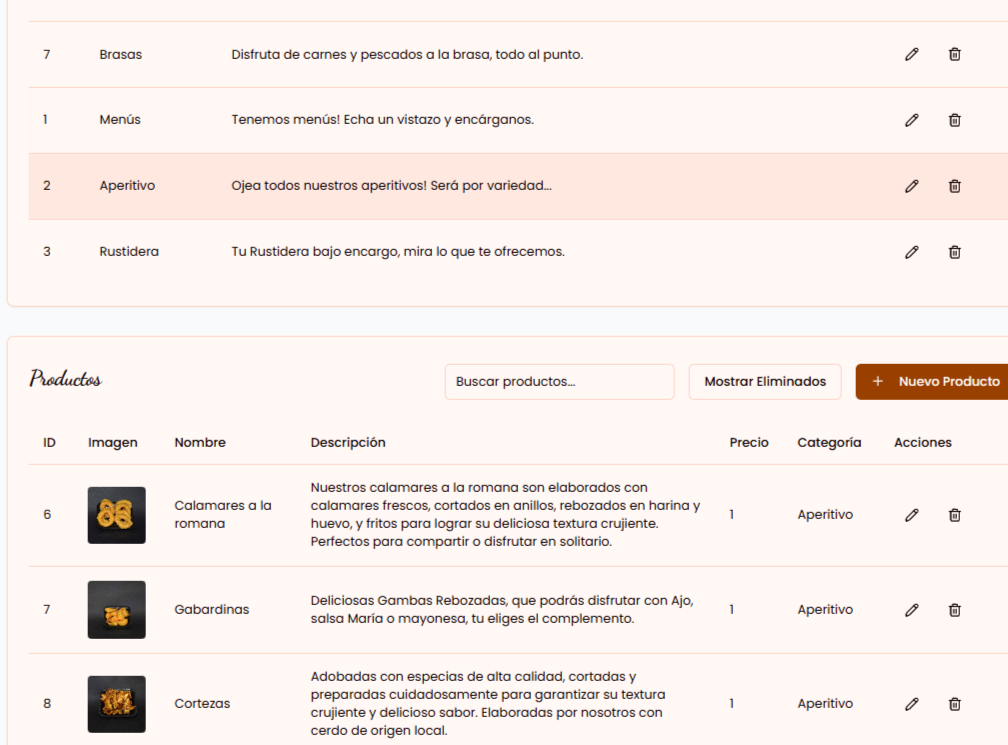 7 Brasas Disfruta de carnes y pescados a la brasa, todo al punto.
1 Menús Tenemos menús! Echa un vistazo y encárganos.
2 Aperitivo Ojea todos nuestros aperitivos! Será por variedad...
3 Rustidera Tu Rustidera bajo encargo, mira lo que te ofrecemos.
Productos
Buscar productos...
Mostrar Eliminados
+ Nuevo Producto
ID Imagen Nombre Descripción Precio Categoría Acciones
6
Calamares a la
romana
Nuestros calamares a la romana son elaborados con
calamares frescos, cortados en anillos, rebozados en harina y
huevo, y fritos para lograr su deliciosa textura crujiente.
Perfectos para compartir o disfrutar en solitario.
1
Aperitivo
7
Gabardinas
Deliciosas Gambas Rebozadas, que podrás disfrutar con Ajo,
salsa María o mayonesa, tu eliges el complemento.
1
Aperitivo
8
Cortezas
Adobadas con especias de alta calidad, cortadas y
preparadas cuidadosamente para garantizar su textura
crujiente y delicioso sabor. Elaboradas por nosotros con
cerdo de origen local.
1
Aperitivo